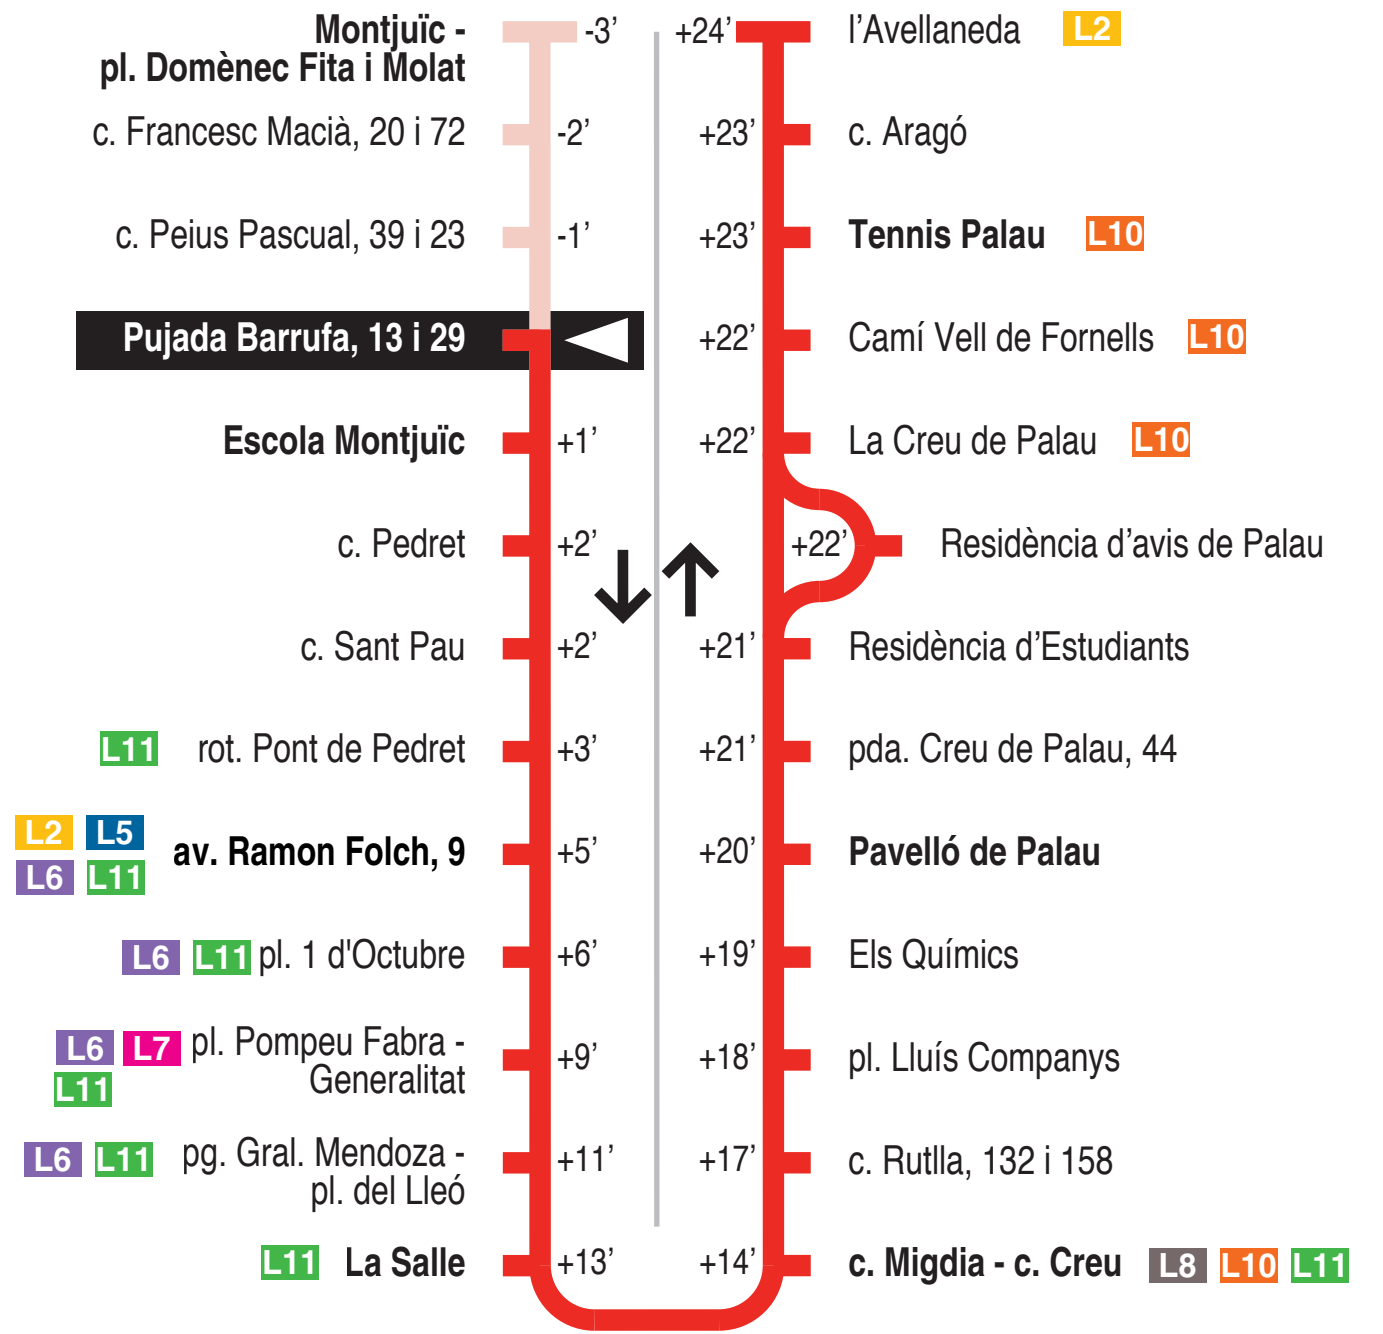 Montjuïc -
pl. Domènec Fita i Molat
-3’
c. Francesc Macià, 20 i 72 -2’
c. Peius Pascual, 39 i 23 -1’
Pujada Barrufa, 13 i 29
Escola Montjuïc +1’
c. Pedret +2’
c. Sant Pau +2’
L11 rot. Pont de Pedret +3’
L2 L5
L6 L11
av. Ramon Folch, 9 +5’
L6 L11 pl. 1 d'Octubre +6’
L6 L7 pl. Pompeu Fabra -
L11 Generalitat
+9’
L6 L11 pg. Gral. Mendoza -
pl. del Lleó
+11’
L11 La Salle +13’
+24’ l’Avellaneda L2
+23’ c. Aragó
+23’ Tennis Palau L10
+22’ Camí Vell de Fornells L10
+22’ La Creu de Palau L10
+22’ Residència d’avis de Palau
+21’ Residència d’Estudiants
+21’ pda. Creu de Palau, 44
+20’ Pavelló de Palau
+19’ Els Químics
+18’ pl. Lluís Companys
+17’ c. Rutlla, 132 i 158
+14’ c. Migdia - c. Creu L8 L10 L11